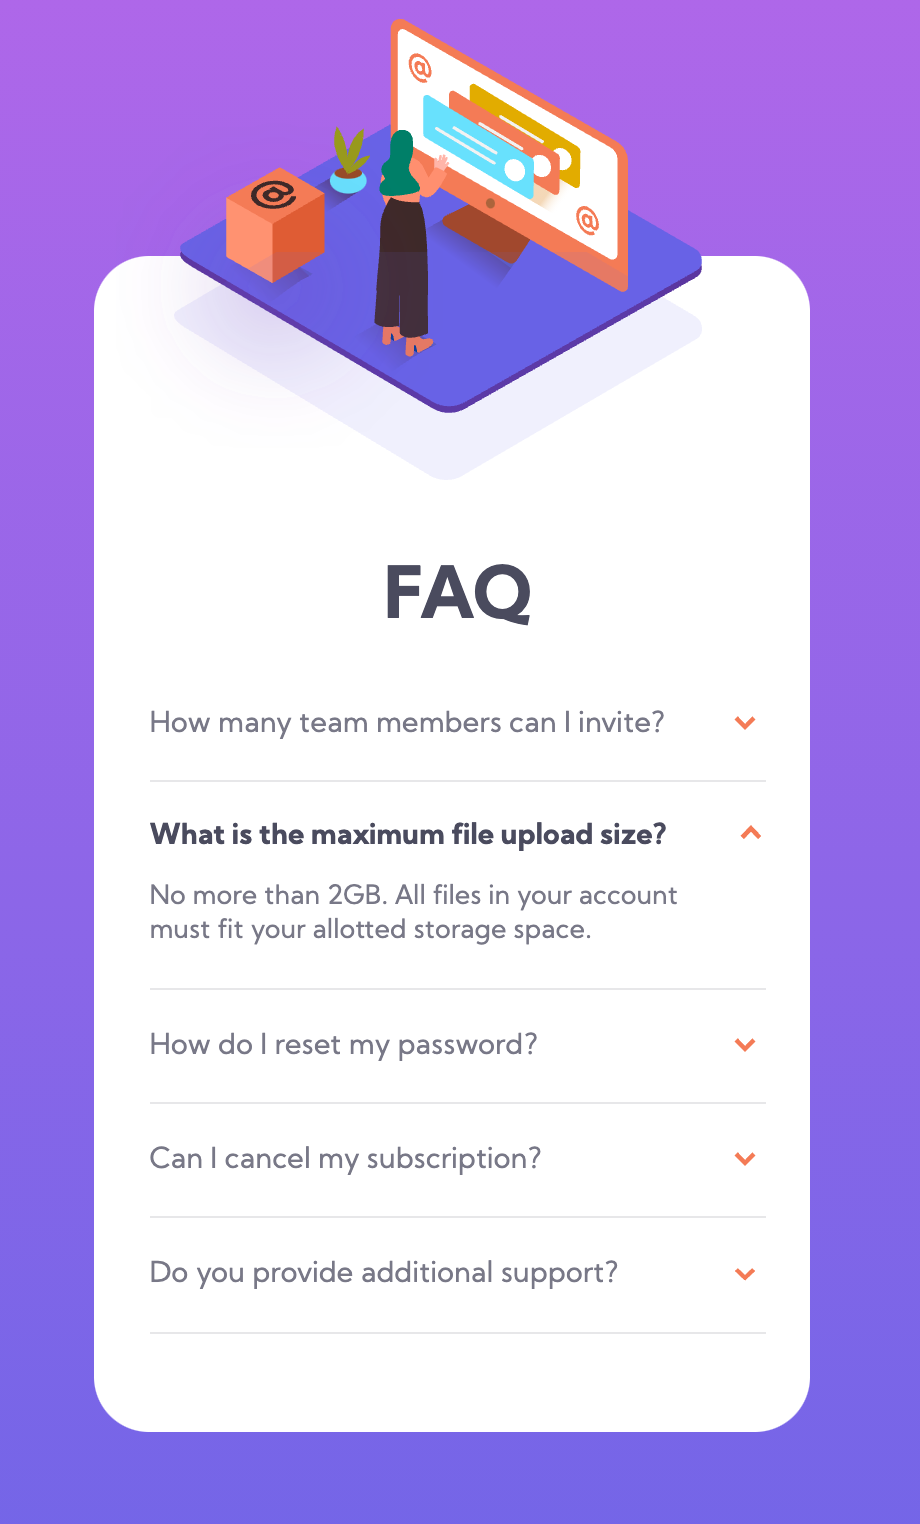 @
@
@
FAQ
How many team members can I invite?
What is the maximum file upload size?
No more than 2GB. All files in your account
must fit your allotted storage space.
How do I reset my password?
Can I cancel my subscription?
Do you provide additional support?